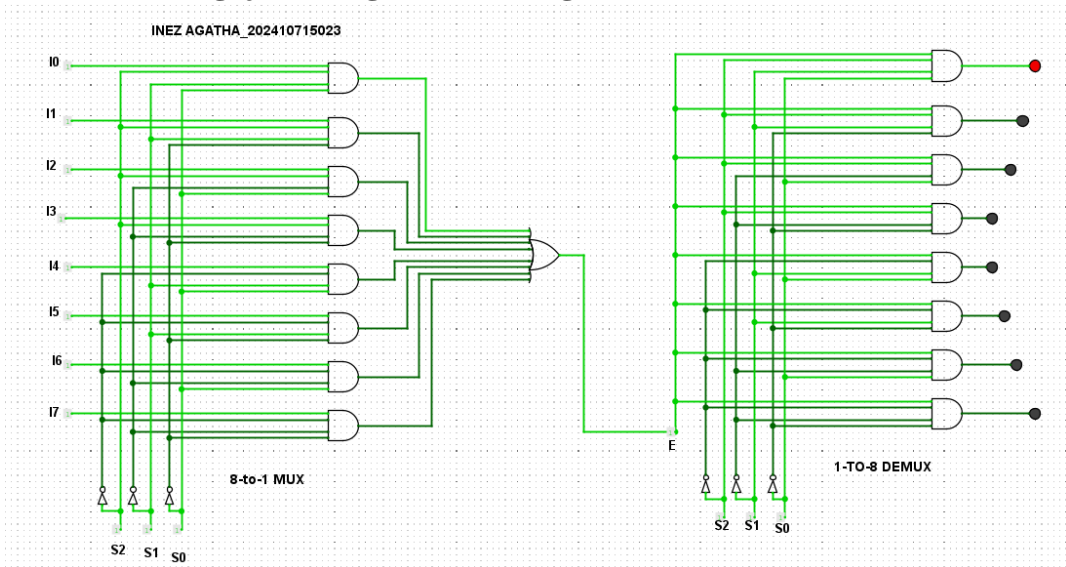 INEZ AGATHA_202410715023
I0
I1
I2
I3
I4
I5
I6
I7
E
8-to-1 MUX
1-TO-8 DEMUX
S2 S1 S0
S2 S1 S0